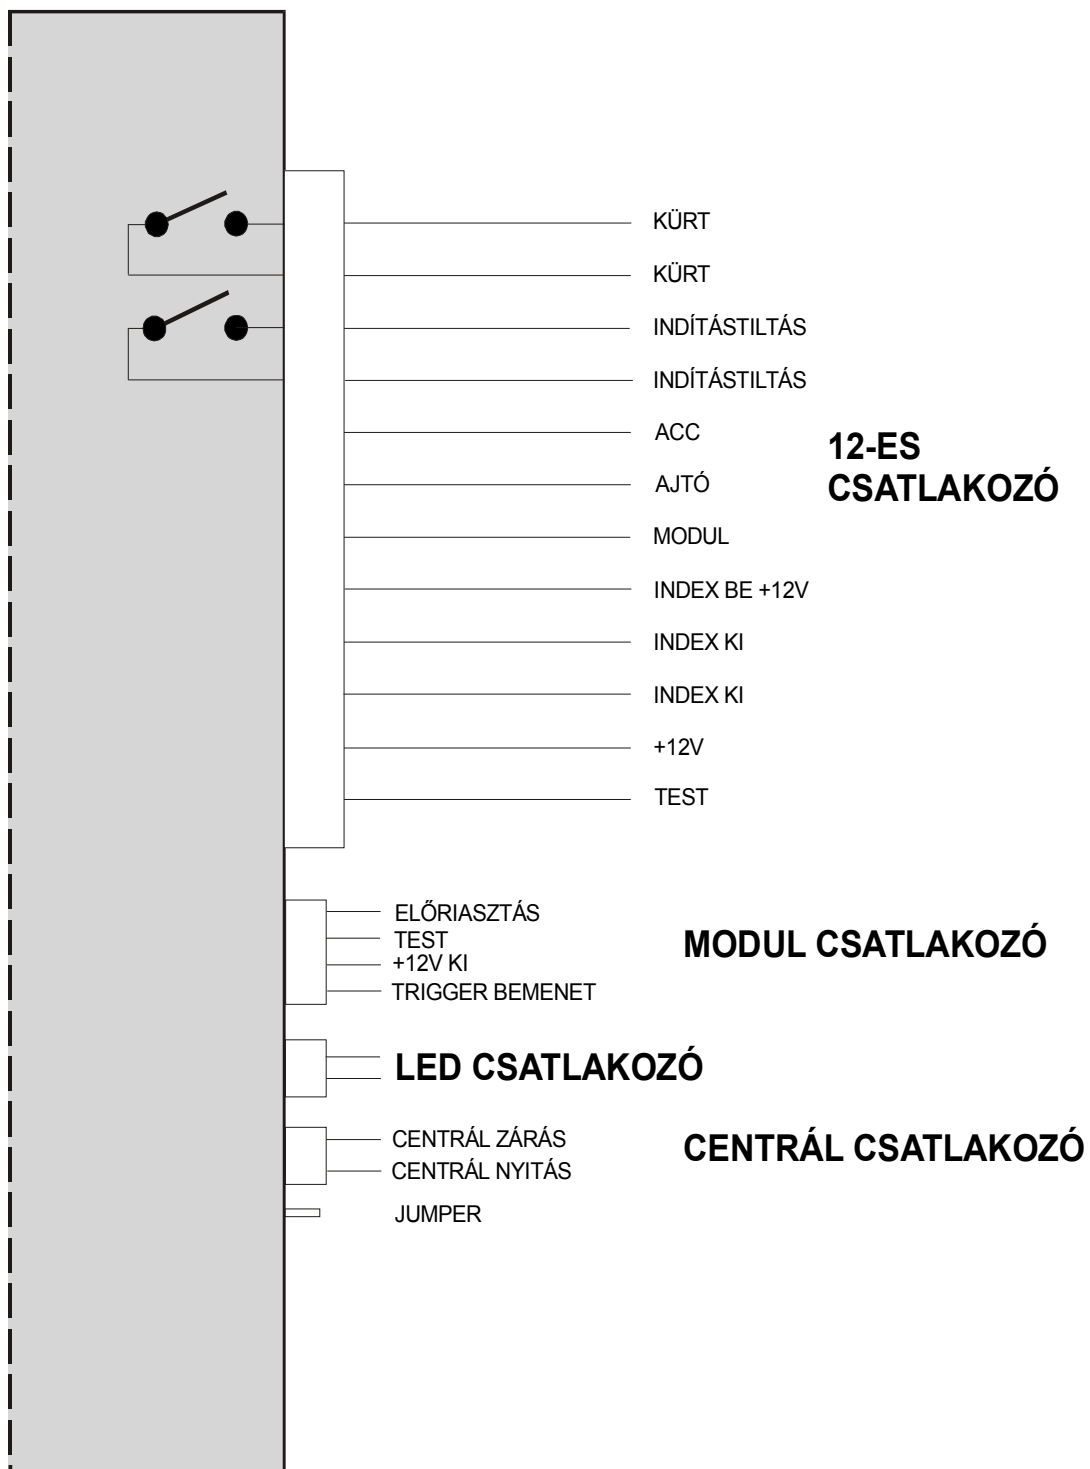 KÜRT
KÜRT
INDÍTÁSTILTÁS
INDÍTÁSTILTÁS
ACC
12-ES
CSATLAKOZÓ
AJTÓ
MODUL
INDEX BE +12V
INDEX KI
INDEX KI
+12V
TEST
ELŐRIASZTÁS
TEST
+12V KI
TRIGGER BEMENET
MODUL CSATLAKOZÓ
LED CSATLAKOZÓ
CENTRÁL ZÁRÁS
CENTRÁL NYITÁS
CENTRÁL CSATLAKOZÓ
JUMPER